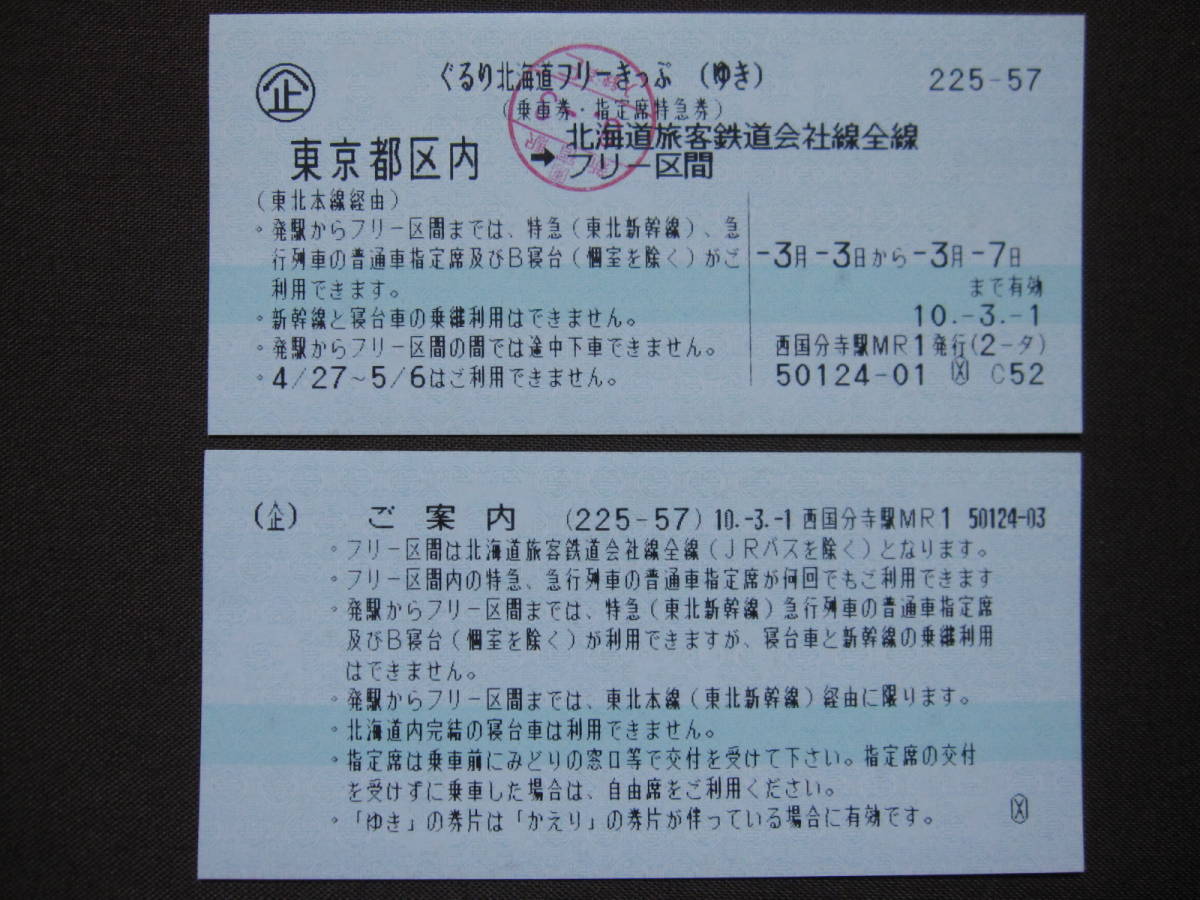 企 ぐるり北海道フリーきっぷ (ゆき) 225-57
(乗車券・指定席特急券)
東京都区内 ➡ 北海道旅客鉄道会社線全線
フリー区間
(東北本線経由)
・発駅からフリー区間までは、特急(東北新幹線)、急
行列車の普通車指定席及びB寝台(個室を除く)がご
利用できます。
・新幹線と寝台車の乗継利用はできません。
・発駅からフリー区間の間では途中下車できません。
・4/27~5/6はご利用できません。
-3月-3日から-3月-7日
まで有効
10.-3.-1
西国分寺駅MR1発行(2-タ)
50124-01 C52
(企) ご案内 (225-57) 10.-3.-1 西国分寺駅MR1 50124-03
・フリー区間は北海道旅客鉄道会社線全線(JRバスを除く)となります。
・フリー区間内の特急、急行列車の普通車指定席が何回でもご利用できます
・発駅からフリー区間までは、特急(東北新幹線)急行列車の普通車指定席
及びB寝台(個室を除く)が利用できますが、寝台車と新幹線の乗継利用
はできません。
・発駅からフリー区間までは、東北本線(東北新幹線)経由に限ります。
・北海道内完結の寝台車は利用できません。
・指定席は乗車前にみどりの窓口等で交付を受けて下さい。指定席の交付
を受けずに乗車した場合は、自由席をご利用ください。
・「ゆき」の券片は「かえり」の券片が伴っている場合に有効です。